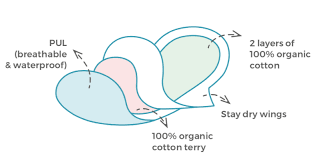 PUL
(breathable
& waterproof)
2 layers of
100% organic
cotton
Stay dry wings
100% organic
cotton terry